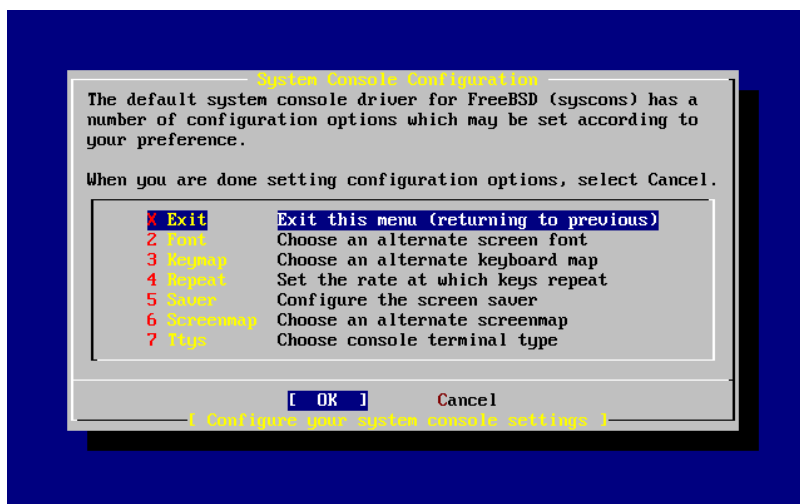 System Console Configuration
The default system console driver for FreeBSD (syscons) has a
number of configuration options which may be set according to
your preference.
When you are done setting configuration options, select Cancel.
X Exit Exit this menu (returning to previous)
2 Font Choose an alternate screen font
3 Keymap Choose an alternate keyboard map
4 Repeat Set the rate at which keys repeat
5 Saver Configure the screen saver
6 Screenmap Choose an alternate screenmap
7 Ttys Choose console terminal type
[ OK ] Cancel
[ Configure your system console settings ]